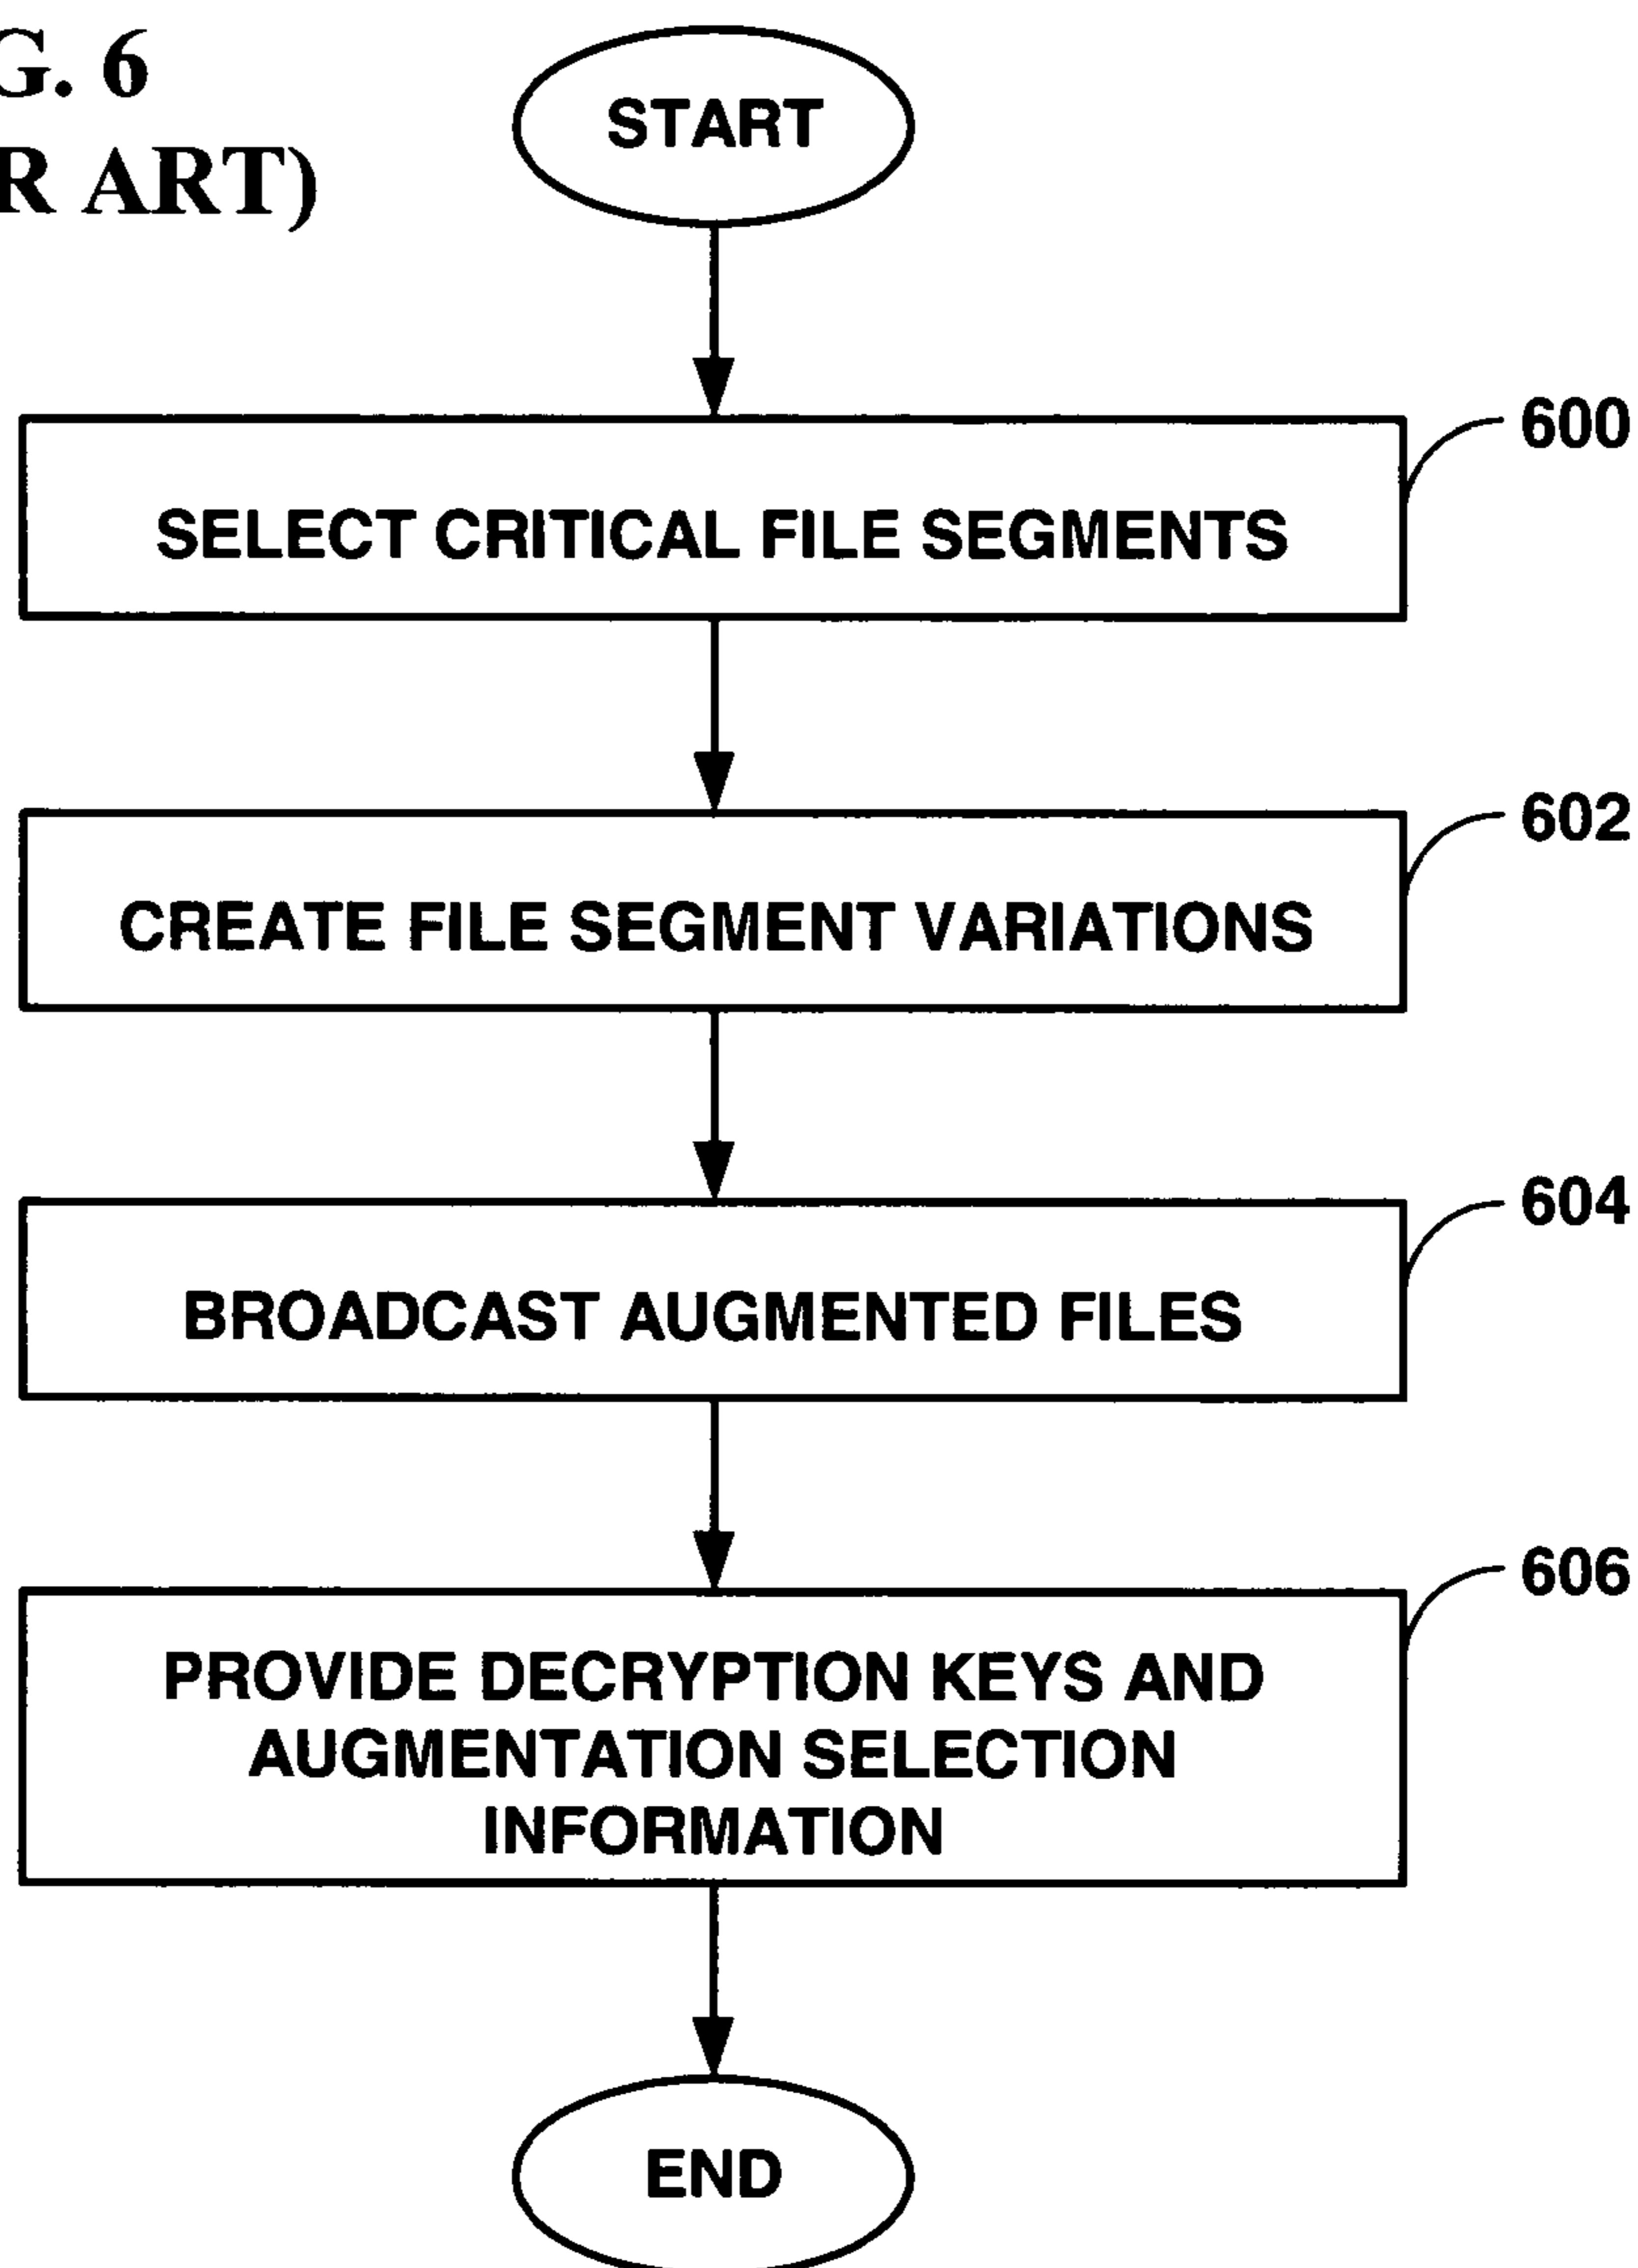 G. 6
R ART)
START
600
SELECT CRITICAL FILE SEGMENTS
602
CREATE FILE SEGMENT VARIATIONS
604
BROADCAST AUGMENTED FILES
606
PROVIDE DECRYPTION KEYS AND
AUGMENTATION SELECTION
INFORMATION
END